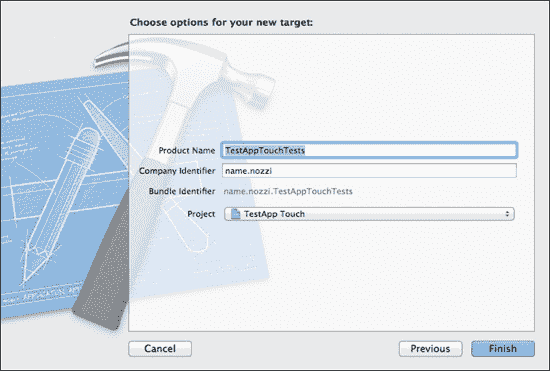 Choose options for your new target:
Product Name TestAppTouchTests
Company Identifier name.nozzi
Bundle Identifier name.nozzi.TestAppTouchTests
Project TestApp Touch
Cancel Previous Finish